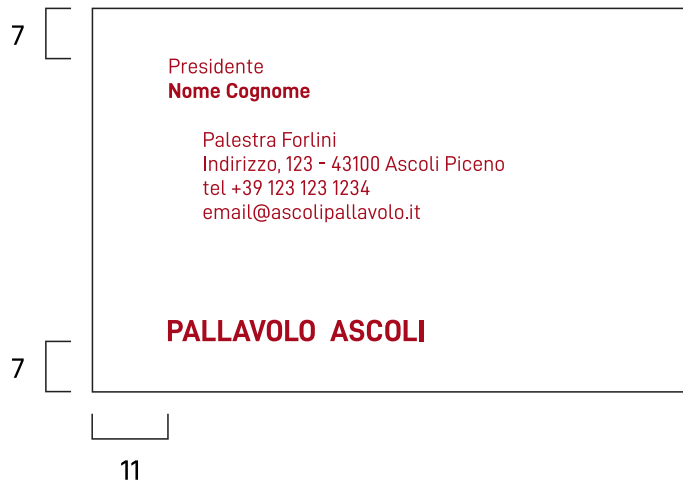 7
Presidente
Nome Cognome
Palestra Forlini
Indirizzo, 123 - 43100 Ascoli Piceno
tel +39 123 123 1234
email@ascolipallavolo.it
PALLAVOLO ASCOLI
7
11